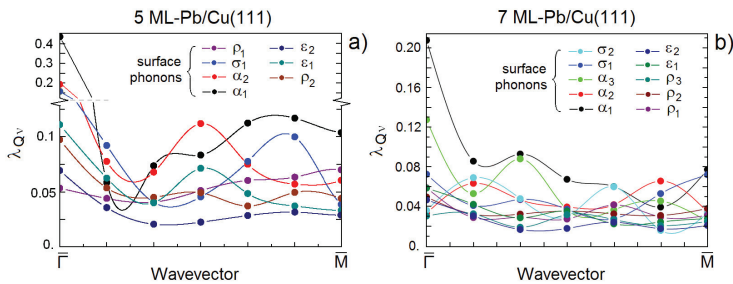 5 ML-Pb/Cu(111)
a)
0.4
0.3
0.2
0.1
0.05
0.
λQν
surface phonons
ρ1
σ1
α2
α1
ε2
ε1
ρ2
Γ̅
M̅
Wavevector
7 ML-Pb/Cu(111)
b)
0.20
0.16
0.12
0.08
0.04
0.
λQν
surface phonons
σ2
σ1
α3
α2
α1
ε2
ε1
ρ3
ρ2
ρ1
Γ̅
M̅
Wavevector